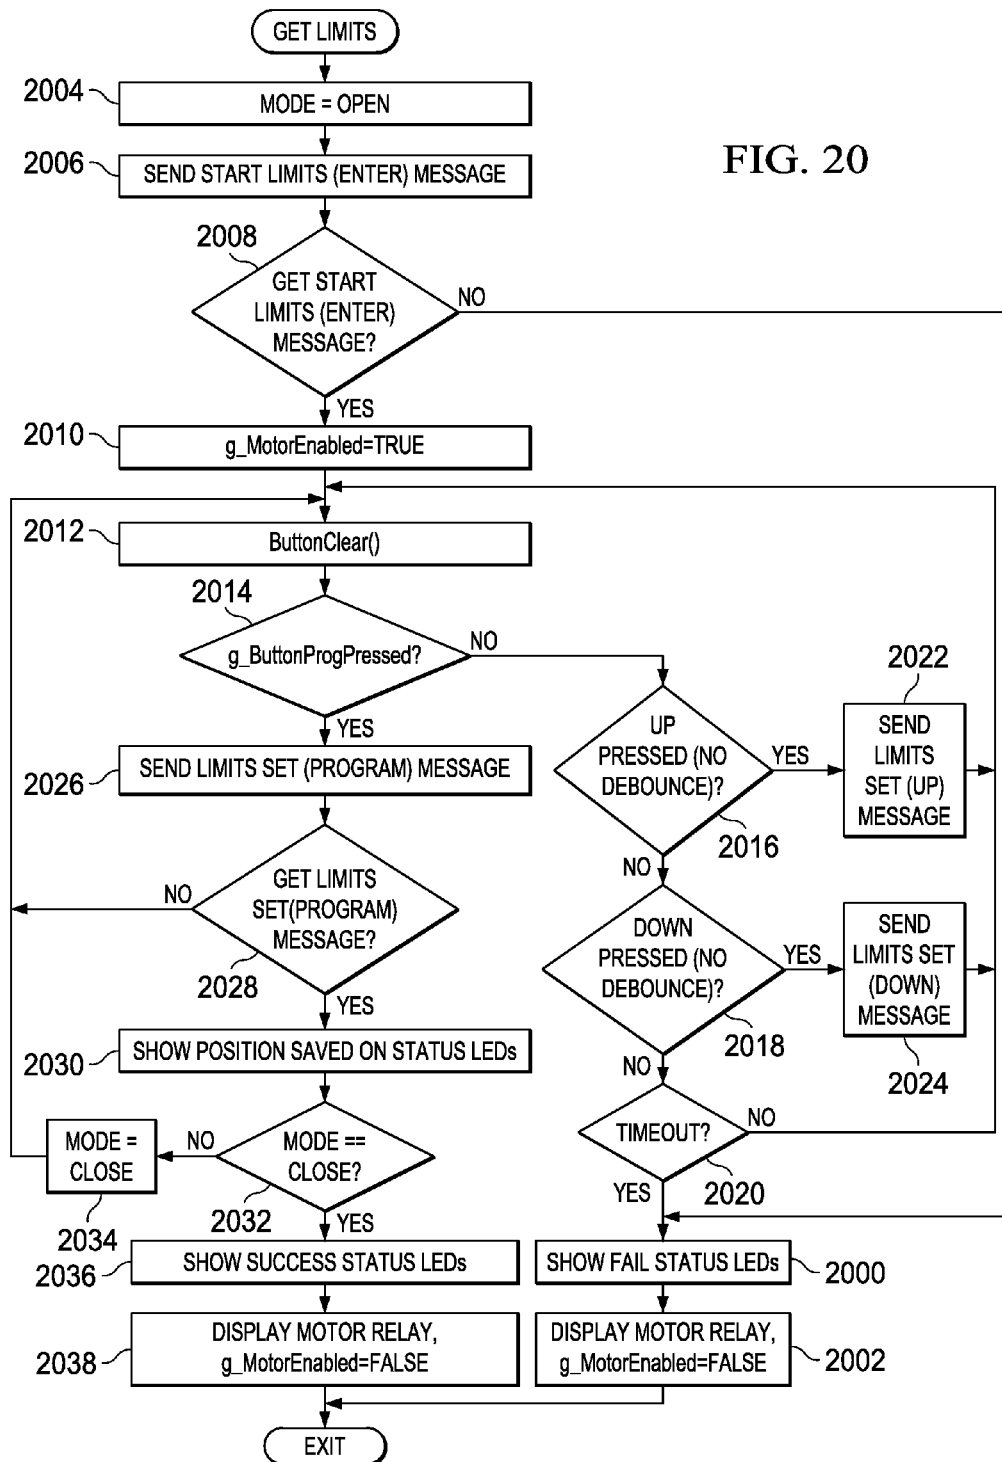 GET LIMITS
2004
MODE = OPEN
2006
SEND START LIMITS (ENTER) MESSAGE
FIG. 20
2008
GET START
LIMITS (ENTER)
MESSAGE?
NO
YES
2010
g_MotorEnabled=TRUE
2012
ButtonClear()
2014
g_ButtonProgPressed?
NO
YES
UP
PRESSED (NO
DEBOUNCE)?
2016
YES
NO
2022
SEND
LIMITS
SET (UP)
MESSAGE
2026
SEND LIMITS SET (PROGRAM) MESSAGE
GET LIMITS
SET(PROGRAM)
MESSAGE?
NO
2028
YES
DOWN
PRESSED (NO
DEBOUNCE)?
YES
2018
NO
SEND
LIMITS SET
(DOWN)
MESSAGE
2024
2030
SHOW POSITION SAVED ON STATUS LEDs
MODE =
CLOSE
2034
NO
MODE ==
CLOSE?
2032
YES
TIMEOUT?
NO
2020
YES
2036
SHOW SUCCESS STATUS LEDs
SHOW FAIL STATUS LEDs
2000
2038
DISPLAY MOTOR RELAY,
g_MotorEnabled=FALSE
DISPLAY MOTOR RELAY,
g_MotorEnabled=FALSE
2002
EXIT